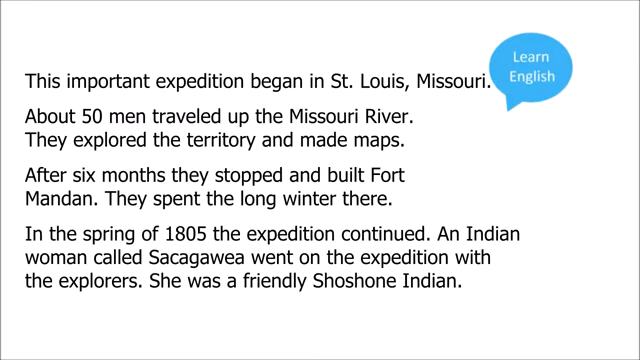 Learn
English
This important expedition began in St. Louis, Missouri.
About 50 men traveled up the Missouri River.
They explored the territory and made maps.
After six months they stopped and built Fort
Mandan. They spent the long winter there.
In the spring of 1805 the expedition continued. An Indian
woman called Sacagawea went on the expedition with
the explorers. She was a friendly Shoshone Indian.